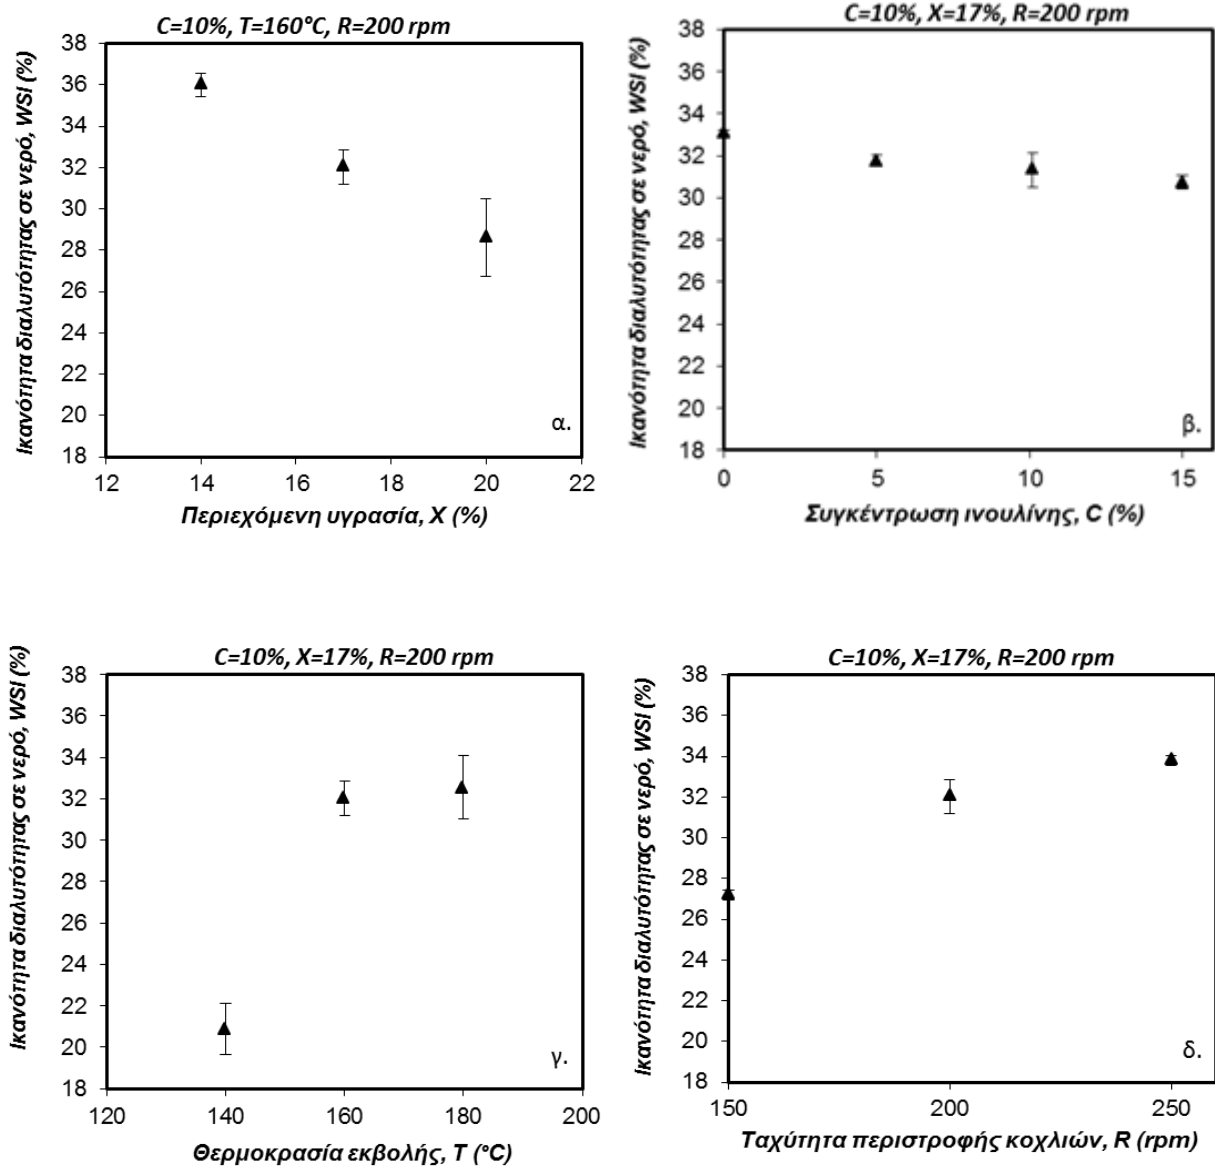 C=10%, T=160°C, R=200 rpm
Ικανότητα διαλυτότητας σε νερό, WSI (%)
38
36
34
32
30
28
26
24
22
20
18
α.
12 14 16 18 20 22
Περιεχόμενη υγρασία, X (%)
C=10%, X=17%, R=200 rpm
Ικανότητα διαλυτότητας σε νερό, WSI (%)
38
36
34
32
30
28
26
24
22
20
18
β.
0 5 10 15
Συγκέντρωση ινουλίνης, C (%)
C=10%, X=17%, R=200 rpm
Ικανότητα διαλυτότητας σε νερό, WSI (%)
38
36
34
32
30
28
26
24
22
20
18
γ.
120 140 160 180 200
Θερμοκρασία εκβολής, T (°C)
C=10%, X=17%, R=200 rpm
Ικανότητα διαλυτότητας σε νερό, WSI (%)
38
36
34
32
30
28
26
24
22
20
18
δ.
150 200 250
Ταχύτητα περιστροφής κοχλιών, R (rpm)